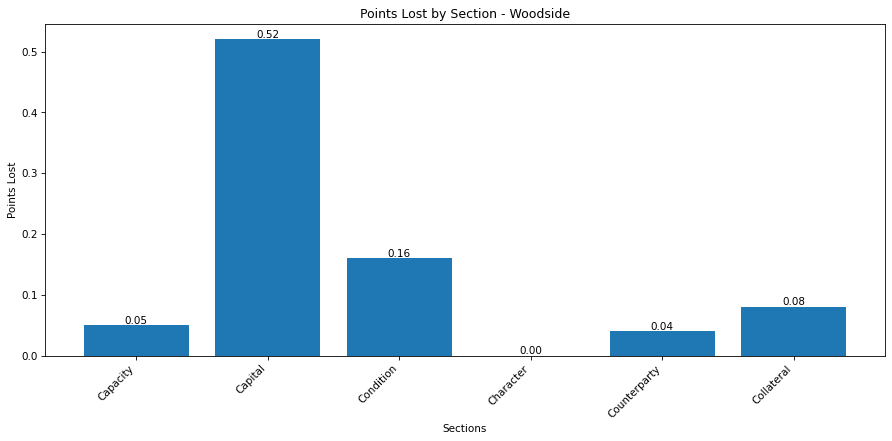 Points Lost by Section - Woodside
Points Lost
0.5
0.4
0.3
0.2
0.1
0.0
0.05
0.52
0.16
0.00
0.04
0.08
Capacity
Capital
Condition
Character
Counterparty
Collateral
Sections